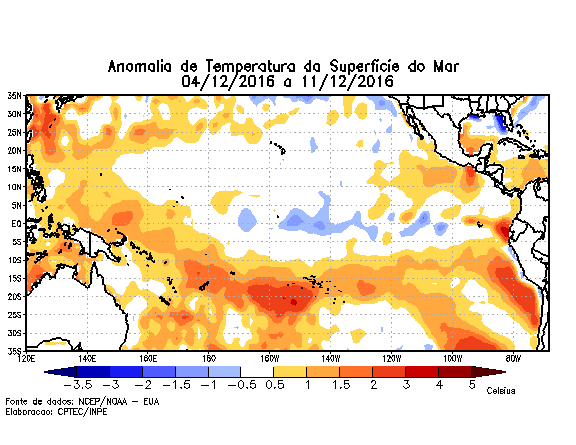 Anomalia de Temperatura da Superfície do Mar
04/12/2016 a 11/12/2016
35N
30N
25N
20N
15N
10N
5N
EQ
5S
10S
15S
20S
25S
30S
35S
120E 140E 160E 180 160W 140W 120W 100W 80W
-3.5 -3 -2 -1.5 -1 -0.5 0.5 1 1.5 2 3 4 5
Celsius
Fonte de dados: NCEP/NOAA - EUA
Elaboracao: CPTEC/INPE